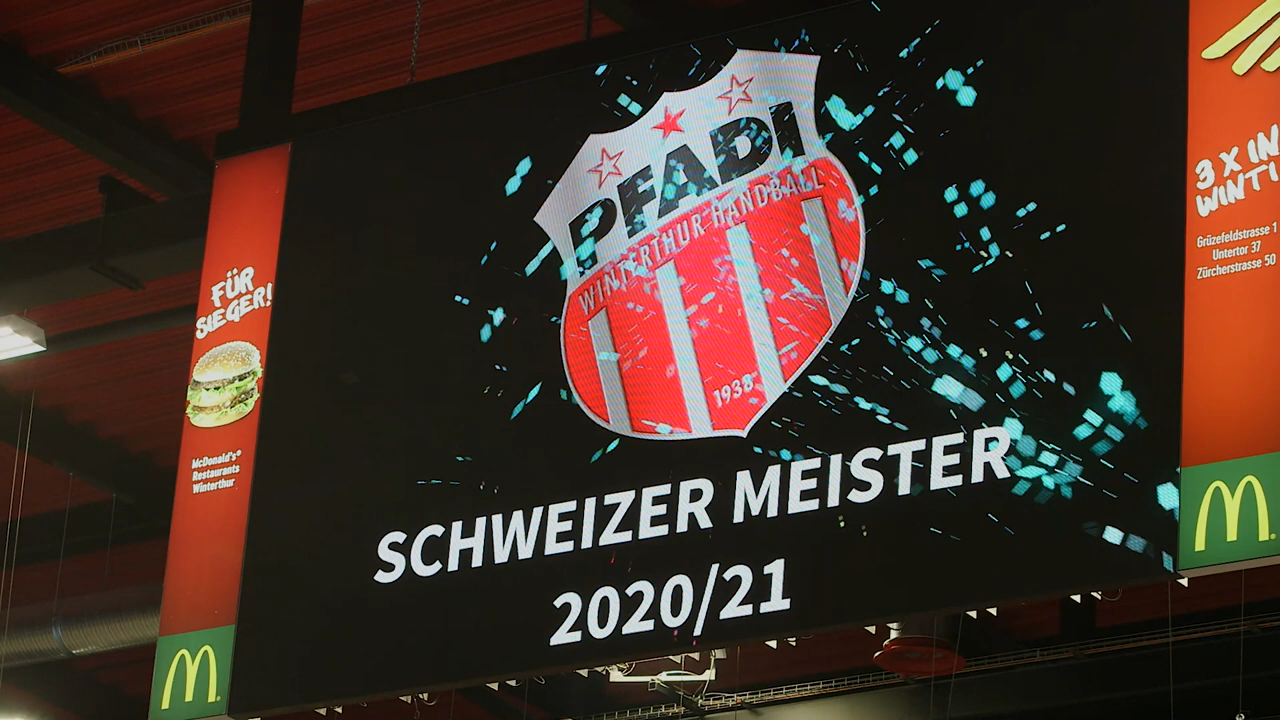 FÜR
SIEGER!
McDonald's®
Restaurants
Winterthur
PFADI
WINTERTHUR HANDBALL
1938
SCHWEIZER MEISTER
2020/21
3 X IN
WINTI
Grüzefeldstrasse 1
Untertor 37
Zürcherstrasse 50